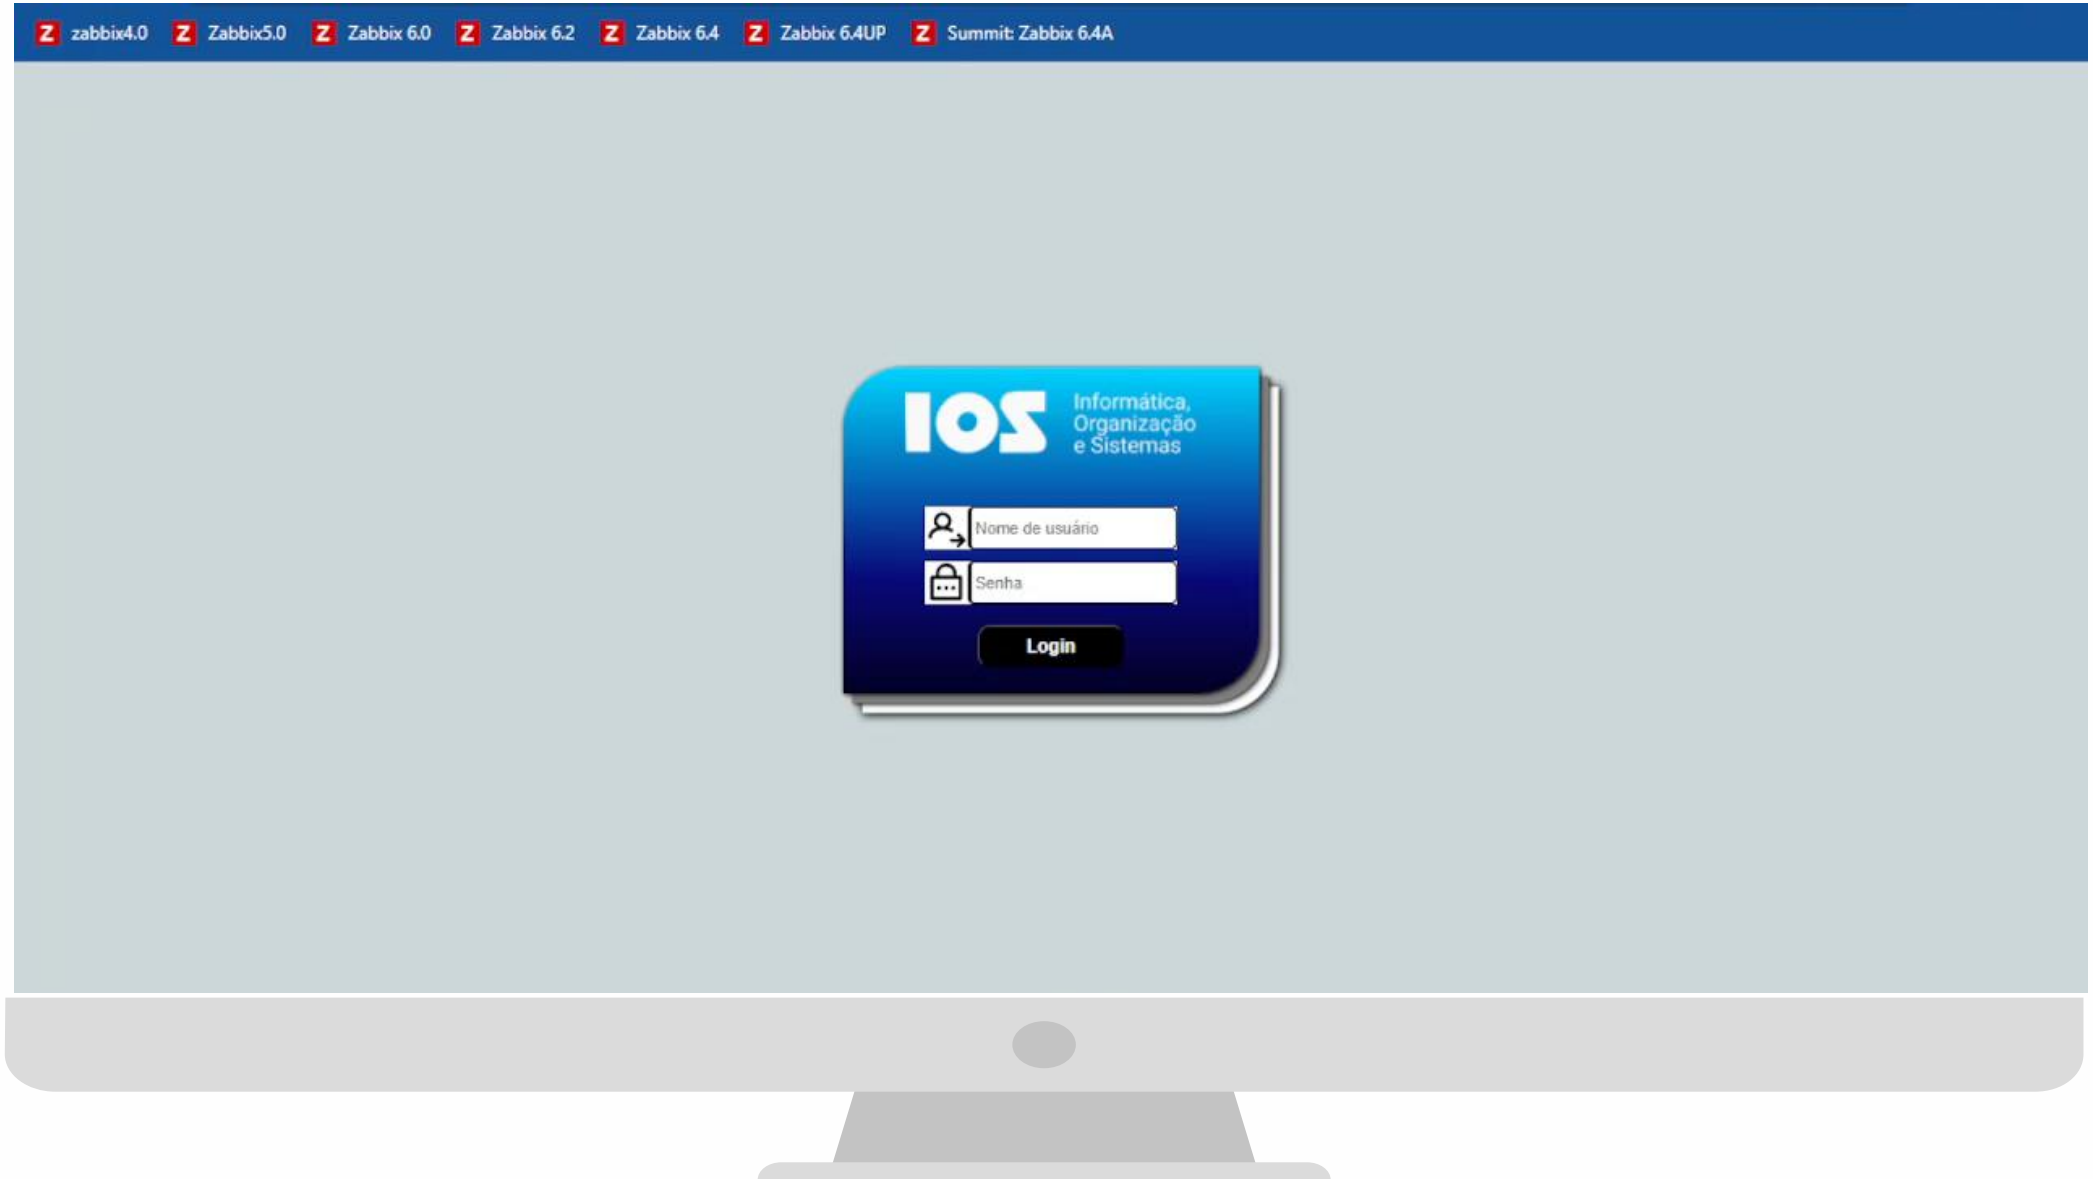 Z zabbix4.0 Z Zabbix5.0 Z Zabbix 6.0 Z Zabbix 6.2 Z Zabbix 6.4 Z Zabbix 6.4UP Z Summit: Zabbix 6.4A
IOS
Informática,
Organização
e Sistemas
Nome de usuário
Senha
Login